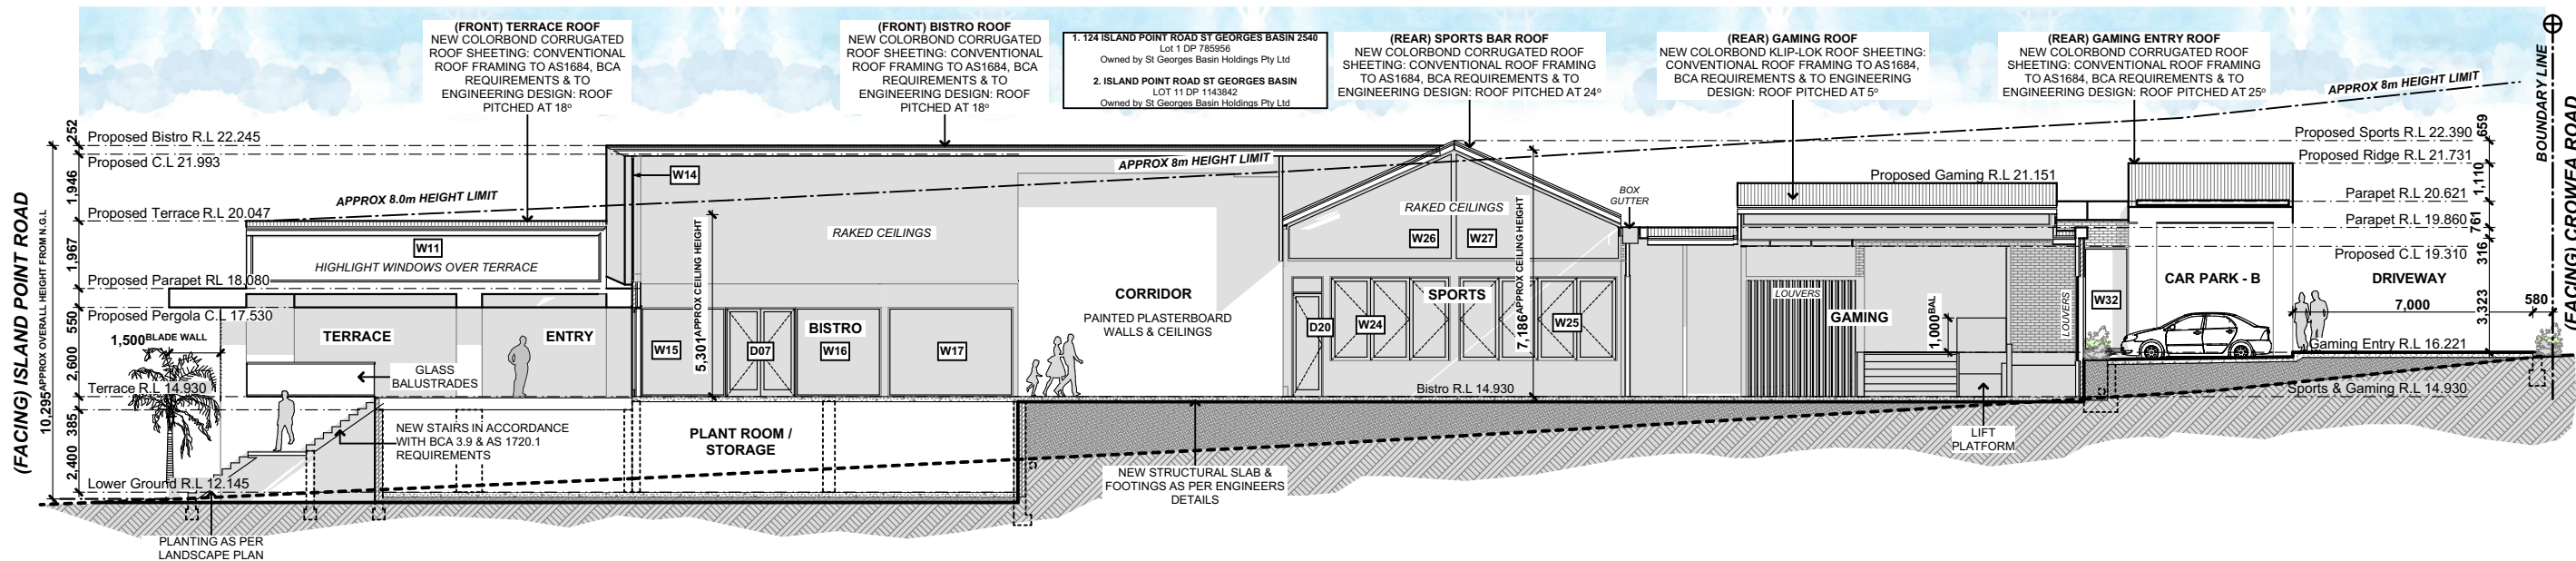 (FRONT) TERRACE ROOF
NEW COLORBOND CORRUGATED
ROOF SHEETING: CONVENTIONAL
ROOF FRAMING TO AS1684, BCA
REQUIREMENTS & TO
ENGINEERING DESIGN: ROOF
PITCHED AT 18º
(FRONT) BISTRO ROOF
NEW COLORBOND CORRUGATED
ROOF SHEETING: CONVENTIONAL
ROOF FRAMING TO AS1684, BCA
REQUIREMENTS & TO
ENGINEERING DESIGN: ROOF
PITCHED AT 18º
1. 124 ISLAND POINT ROAD ST GEORGES BASIN 2540
Lot 1 DP 785956
Owned by St Georges Basin Holdings Pty Ltd
2. ISLAND POINT ROAD ST GEORGES BASIN
LOT 11 DP 1143842
Owned by St Georges Basin Holdings Pty Ltd
(REAR) SPORTS BAR ROOF
NEW COLORBOND CORRUGATED ROOF
SHEETING: CONVENTIONAL ROOF FRAMING
TO AS1684, BCA REQUIREMENTS & TO
ENGINEERING DESIGN: ROOF PITCHED AT 24º
(REAR) GAMING ROOF
NEW COLORBOND KLIP-LOK ROOF SHEETING:
CONVENTIONAL ROOF FRAMING TO AS1684,
BCA REQUIREMENTS & TO ENGINEERING
DESIGN: ROOF PITCHED AT 5º
(REAR) GAMING ENTRY ROOF
NEW COLORBOND CORRUGATED ROOF
SHEETING: CONVENTIONAL ROOF FRAMING
TO AS1684, BCA REQUIREMENTS & TO
ENGINEERING DESIGN: ROOF PITCHED AT 25º
APPROX 8m HEIGHT LIMIT
BOUNDARY LINE
(FACING) GROWEA ROAD
(FACING) ISLAND POINT ROAD
10,295 APPROX OVERALL HEIGHT FROM N.G.L
252
1,946
1,967
550
2,600
385
2,400
Proposed Bistro R.L 22.245
Proposed C.L 21.993
Proposed Terrace R.L 20.047
Proposed Parapet RL 18.080
Proposed Pergola C.L 17.530
1,500 BLADE WALL
Terrace R.L 14.930
Lower Ground R.L 12.145
PLANTING AS PER
LANDSCAPE PLAN
APPROX 8.0m HEIGHT LIMIT
W11
HIGHLIGHT WINDOWS OVER TERRACE
TERRACE
ENTRY
GLASS
BALUSTRADES
NEW STAIRS IN ACCORDANCE
WITH BCA 3.9 & AS 1720.1
REQUIREMENTS
W14
RAKED CEILINGS
5,301 APPROX CEILING HEIGHT
W15
D07
BISTRO
W16
W17
PLANT ROOM /
STORAGE
APPROX 8m HEIGHT LIMIT
CORRIDOR
PAINTED PLASTERBOARD
WALLS & CEILINGS
NEW STRUCTURAL SLAB &
FOOTINGS AS PER ENGINEERS
DETAILS
RAKED CEILINGS
W26
W27
7,186 APPROX CEILING HEIGHT
SPORTS
D20
W24
W25
Bistro R.L 14.930
BOX
GUTTER
Proposed Gaming R.L 21.151
LOUVERS
GAMING
1,000 BAL
LOUVERS
LIFT
PLATFORM
W32
CAR PARK - B
DRIVEWAY
7,000
580
Proposed Sports R.L 22.390
Proposed Ridge R.L 21.731
Parapet R.L 20.621
Parapet R.L 19.860
Proposed C.L 19.310
Gaming Entry R.L 16.221
Sports & Gaming R.L 14.930
659
1,110
761
316
3,323